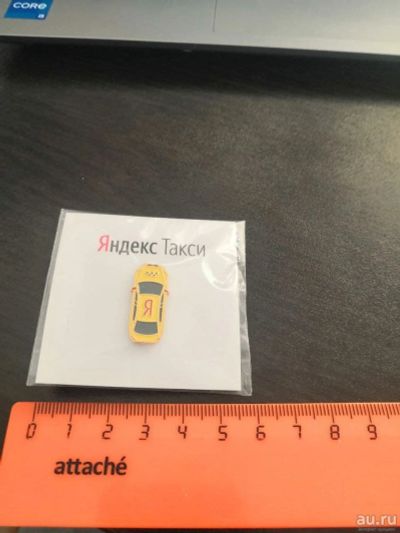 CORE
Яндекс Такси
Я
0 1 2 3 4 5 6 7 8 9
attaché
au.ru